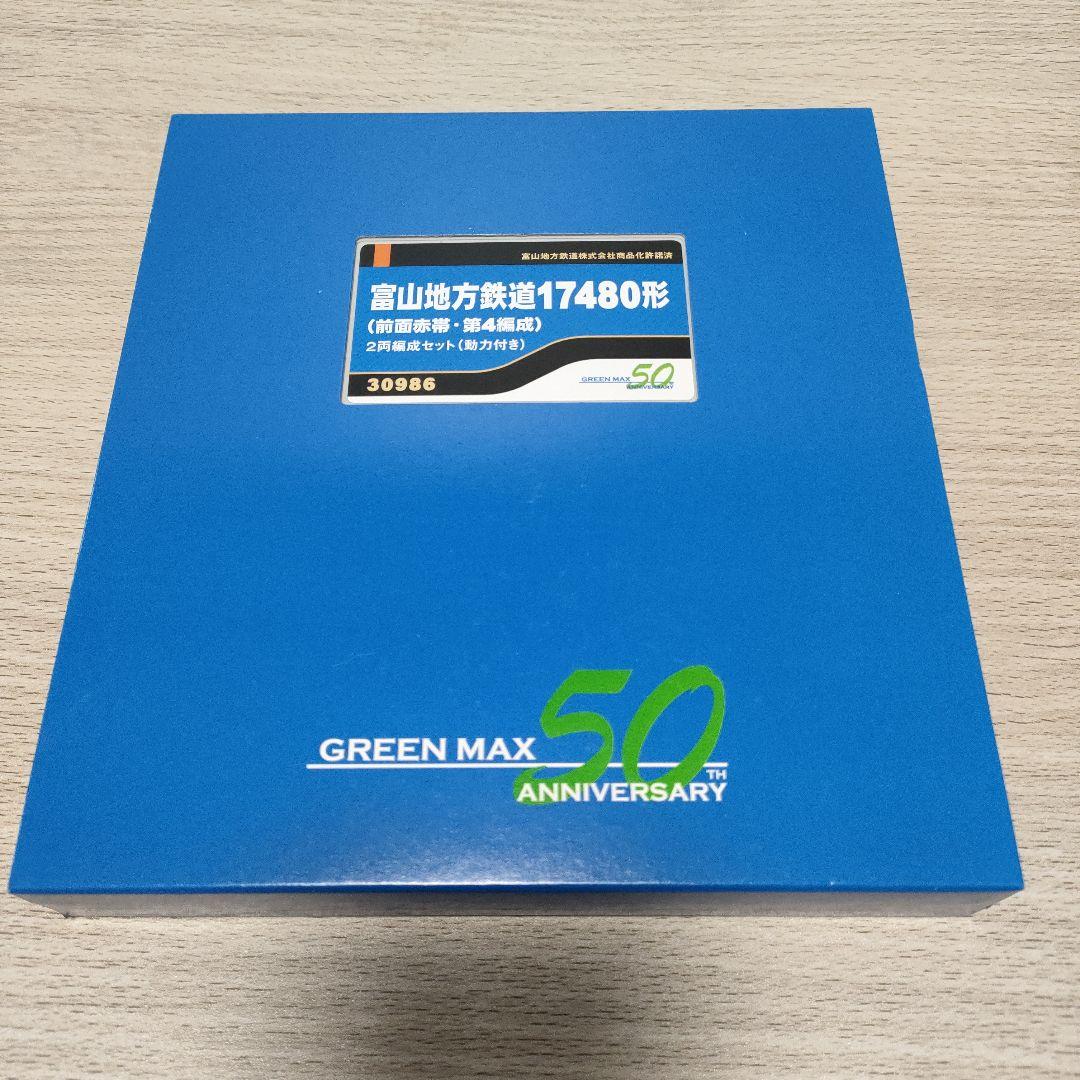 富山地方鉄道株式会社商品化許諾済
富山地方鉄道17480形
(前面赤帯・第4編成)
2両編成セット(動力付き)
30986
GREEN MAX 50
ANNIVERSARY
GREEN MAX 50TH
ANNIVERSARY